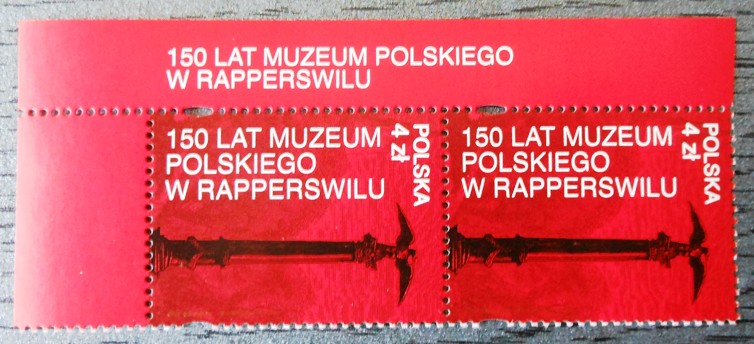 150 LAT MUZEUM POLSKIEGO
W RAPPERSWILU
150 LAT MUZEUM
POLSKIEGO
W RAPPERSWILU
POLSKA
4 zł
150 LAT MUZEUM
POLSKIEGO
W RAPPERSWILU
POLSKA
4 zł